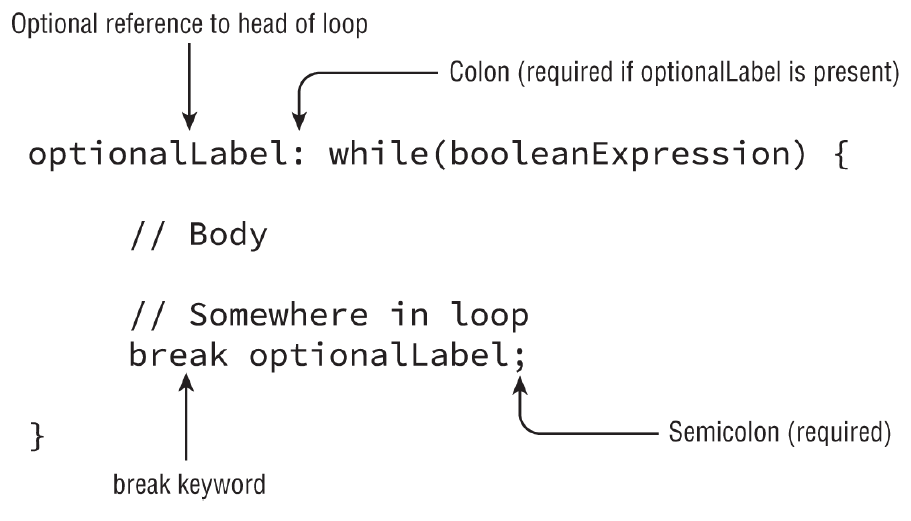 Optional reference to head of loop
Colon (required if optionalLabel is present)
optionalLabel: while(booleanExpression) {
// Body
// Somewhere in loop
break optionalLabel;
}
Semicolon (required)
break keyword